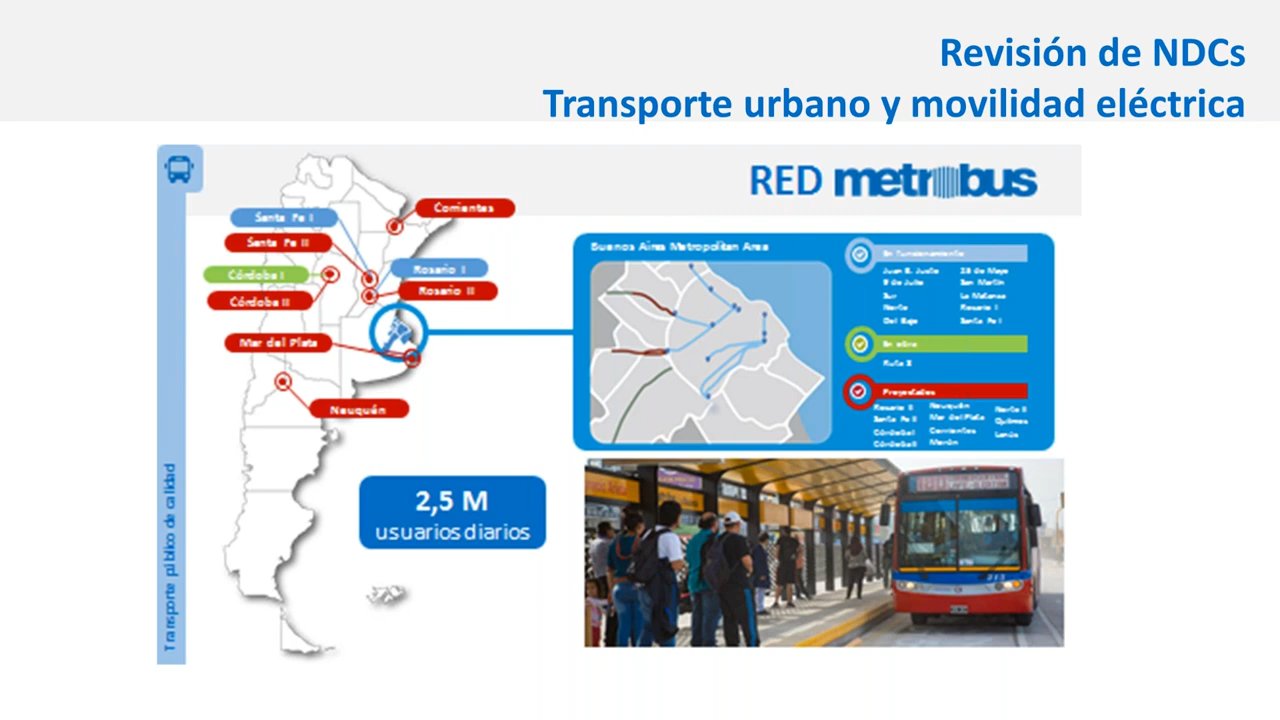 Revisión de NDCs
Transporte urbano y movilidad eléctrica
RED metrobus
Corrientes
Santa Fe I
Santa Fe II
Córdoba I
Rosario I
Rosario II
Córdoba II
Mar del Plata
Neuquén
Buenos Aires Metropolitan Area
En funcionamiento
Juan B. Justo
25 de Mayo
9 de Julio
San Martín
Sur
La Matanza
Norte
Rosario I
Del Bajo
Santa Fe I
En obra
Ruta 8
Proyectados
Rosario II
Neuquén
Norte II
Santa Fe II
Mar del Plata
Quilmes
Córdoba I
Corrientes
Lanús
Córdoba II
Morón
2,5 M
usuarios diarios
Transporte público de calidad